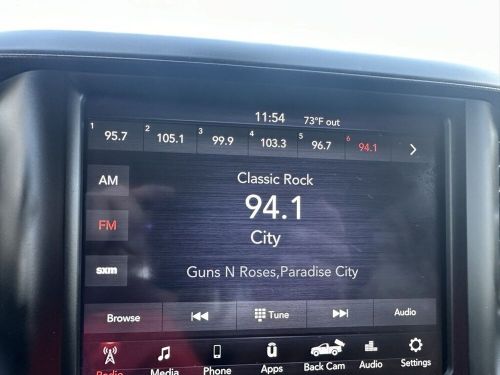 11:54 73°F out
1 95.7 2 105.1 3 99.9 4 103.3 5 96.7 6 94.1
AM
Classic Rock
94.1
FM
City
sxm
Guns N Roses,Paradise City
Browse Tune Audio
Radio Media Phone Apps Back Cam Audio Settings